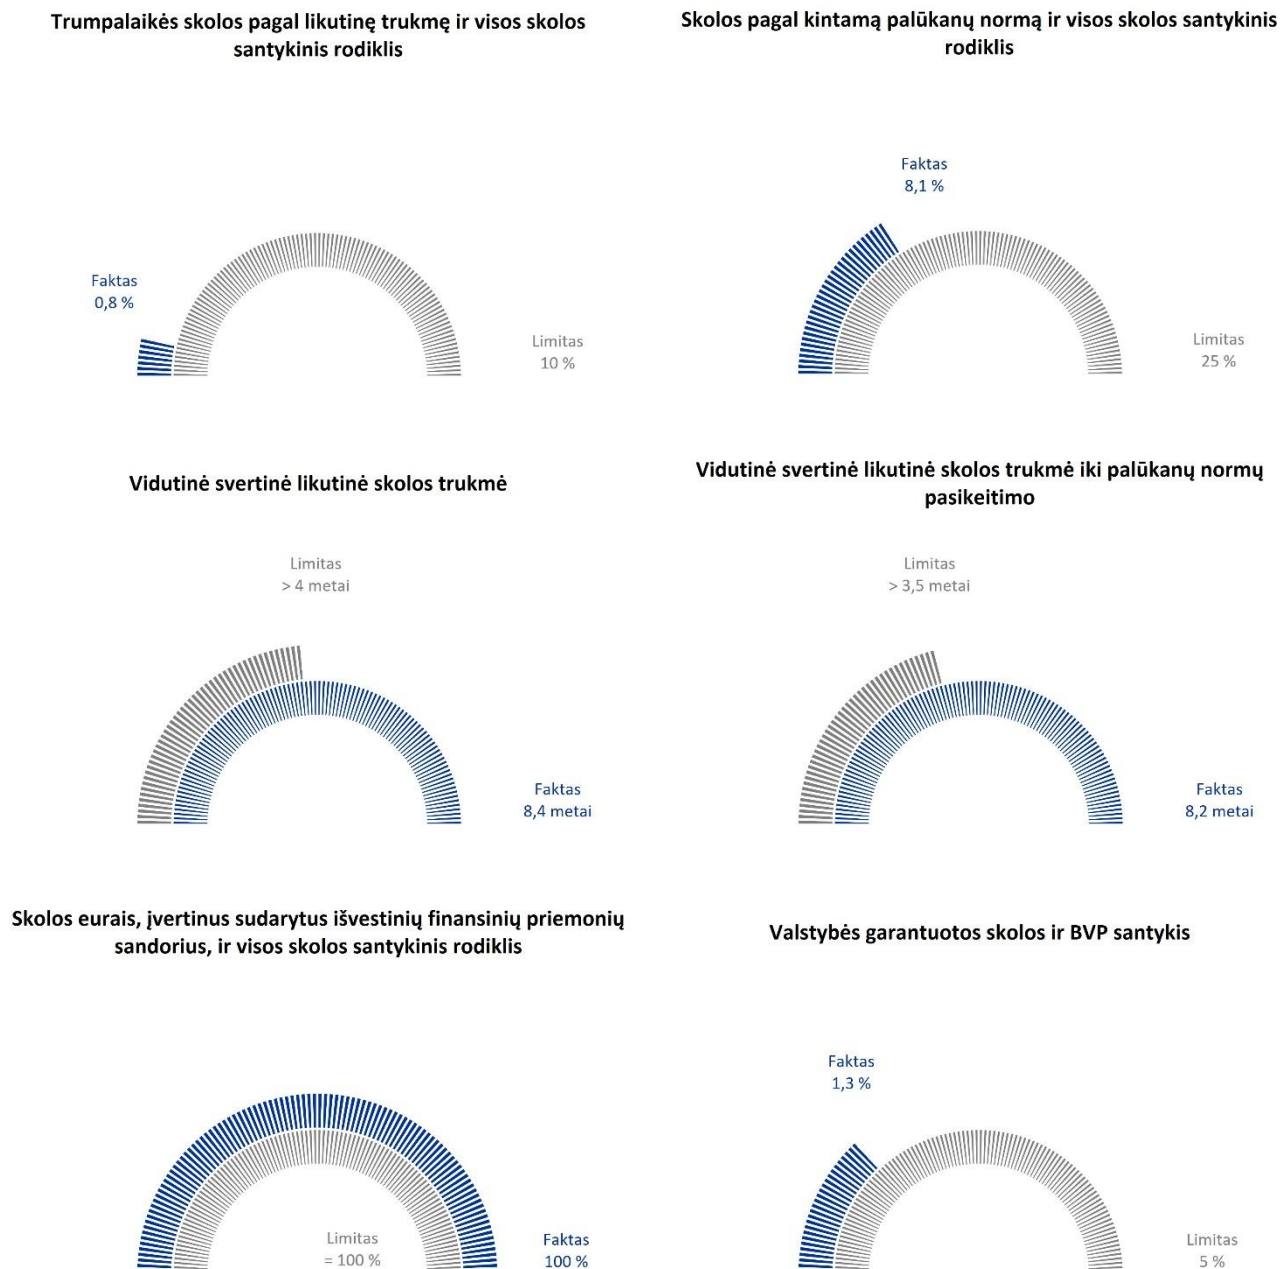 Trumpalaikės skolos pagal likutinę trukmę ir visos skolos
santykinis rodiklis
Faktas
0,8 %
Limitas
10 %
Skolos pagal kintamą palūkanų normą ir visos skolos santykinis
rodiklis
Faktas
8,1 %
Limitas
25 %
Vidutinė svertinė likutinė skolos trukmė
Limitas
> 4 metai
Faktas
8,4 metai
Vidutinė svertinė likutinė skolos trukmė iki palūkanų normų
pasikeitimo
Limitas
> 3,5 metai
Faktas
8,2 metai
Skolos eurais, įvertinus sudarytus išvestinių finansinių priemonių
sandorius, ir visos skolos santykinis rodiklis
Limitas
= 100 %
Faktas
100 %
Valstybės garantuotos skolos ir BVP santykis
Faktas
1,3 %
Limitas
5 %